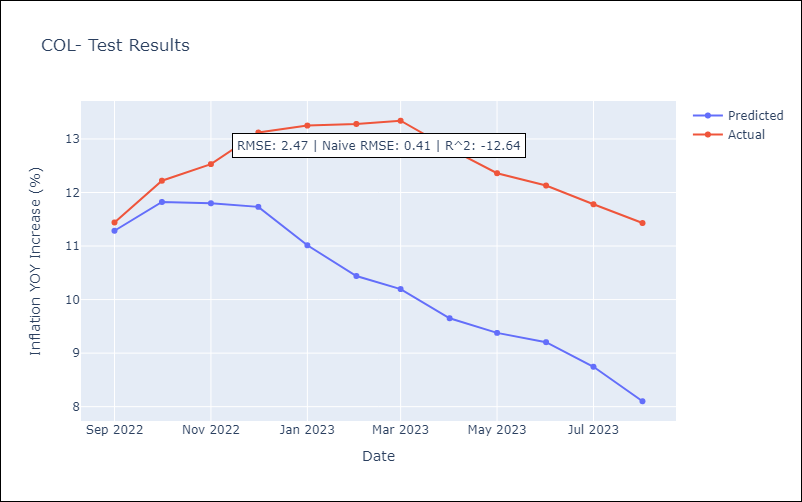 COL- Test Results
Predicted
Actual
RMSE: 2.47 | Naive RMSE: 0.41 | R^2: -12.64
Inflation YOY Increase (%)
13
12
11
10
9
8
Sep 2022
Nov 2022
Jan 2023
Mar 2023
May 2023
Jul 2023
Date